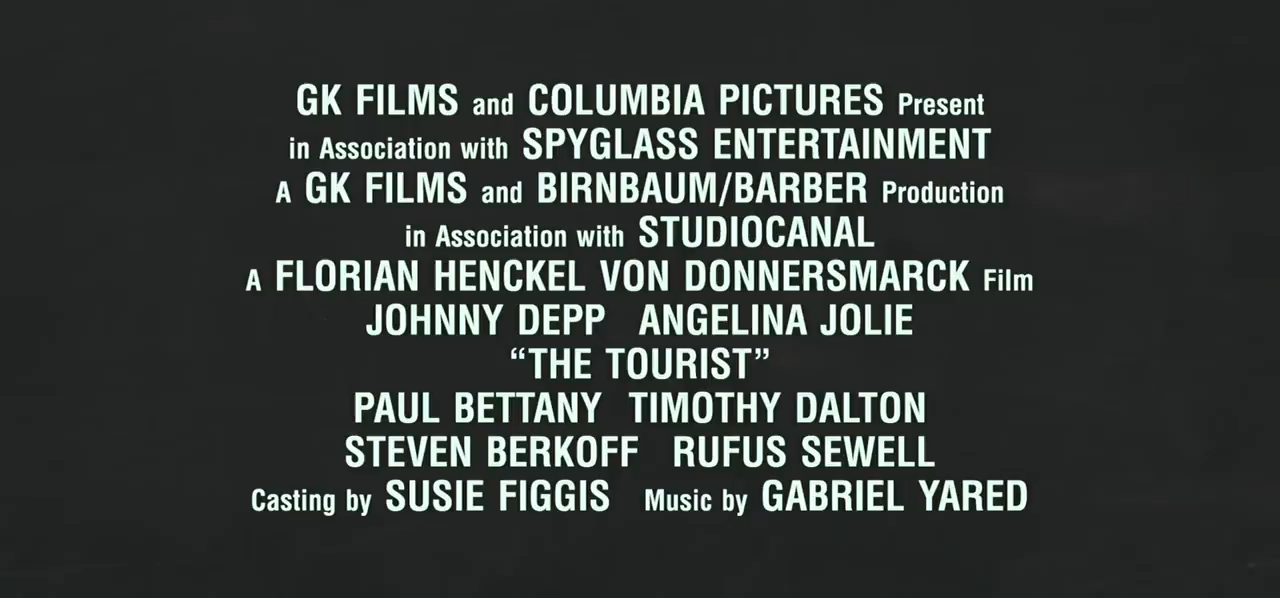 GK FILMS and COLUMBIA PICTURES Present
in Association with SPYGLASS ENTERTAINMENT
A GK FILMS and BIRNBAUM/BARBER Production
in Association with STUDIOCANAL
A FLORIAN HENCKEL VON DONNERSMARCK Film
JOHNNY DEPP ANGELINA JOLIE
“THE TOURIST”
PAUL BETTANY TIMOTHY DALTON
STEVEN BERKOFF RUFUS SEWELL
Casting by SUSIE FIGGIS Music by GABRIEL YARED